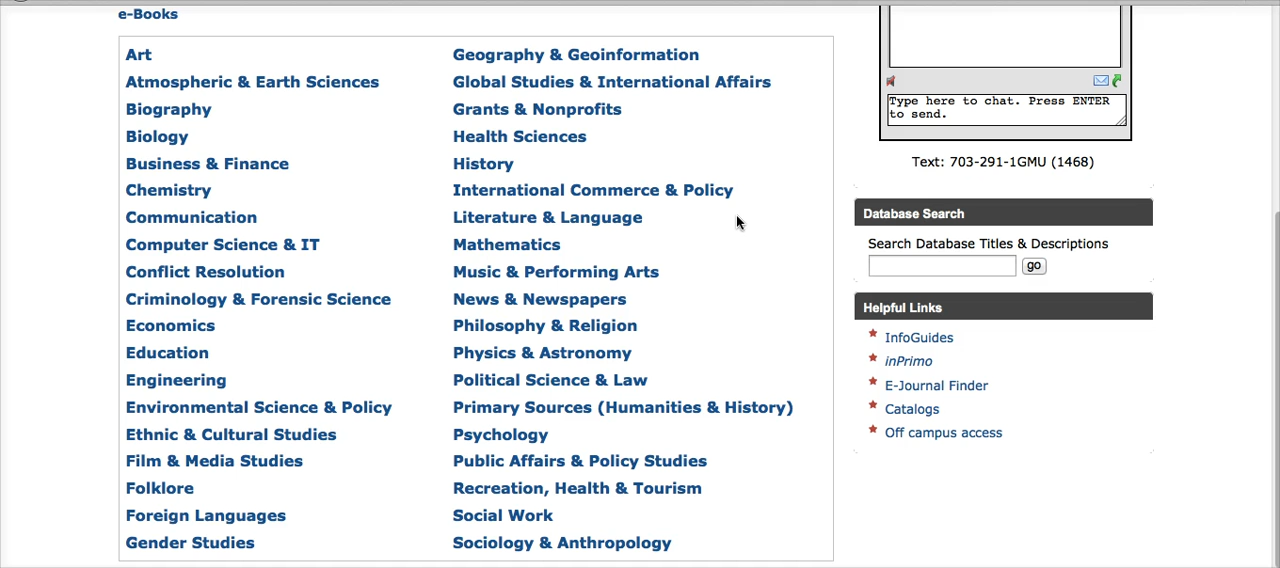 e-Books
Art
Atmospheric & Earth Sciences
Biography
Biology
Business & Finance
Chemistry
Communication
Computer Science & IT
Conflict Resolution
Criminology & Forensic Science
Economics
Education
Engineering
Environmental Science & Policy
Ethnic & Cultural Studies
Film & Media Studies
Folklore
Foreign Languages
Gender Studies
Geography & Geoinformation
Global Studies & International Affairs
Grants & Nonprofits
Health Sciences
History
International Commerce & Policy
Literature & Language
Mathematics
Music & Performing Arts
News & Newspapers
Philosophy & Religion
Physics & Astronomy
Political Science & Law
Primary Sources (Humanities & History)
Psychology
Public Affairs & Policy Studies
Recreation, Health & Tourism
Social Work
Sociology & Anthropology
Type here to chat. Press ENTER
to send.
Text: 703-291-1GMU (1468)
Database Search
Search Database Titles & Descriptions
go
Helpful Links
InfoGuides
inPrimo
E-Journal Finder
Catalogs
Off campus access